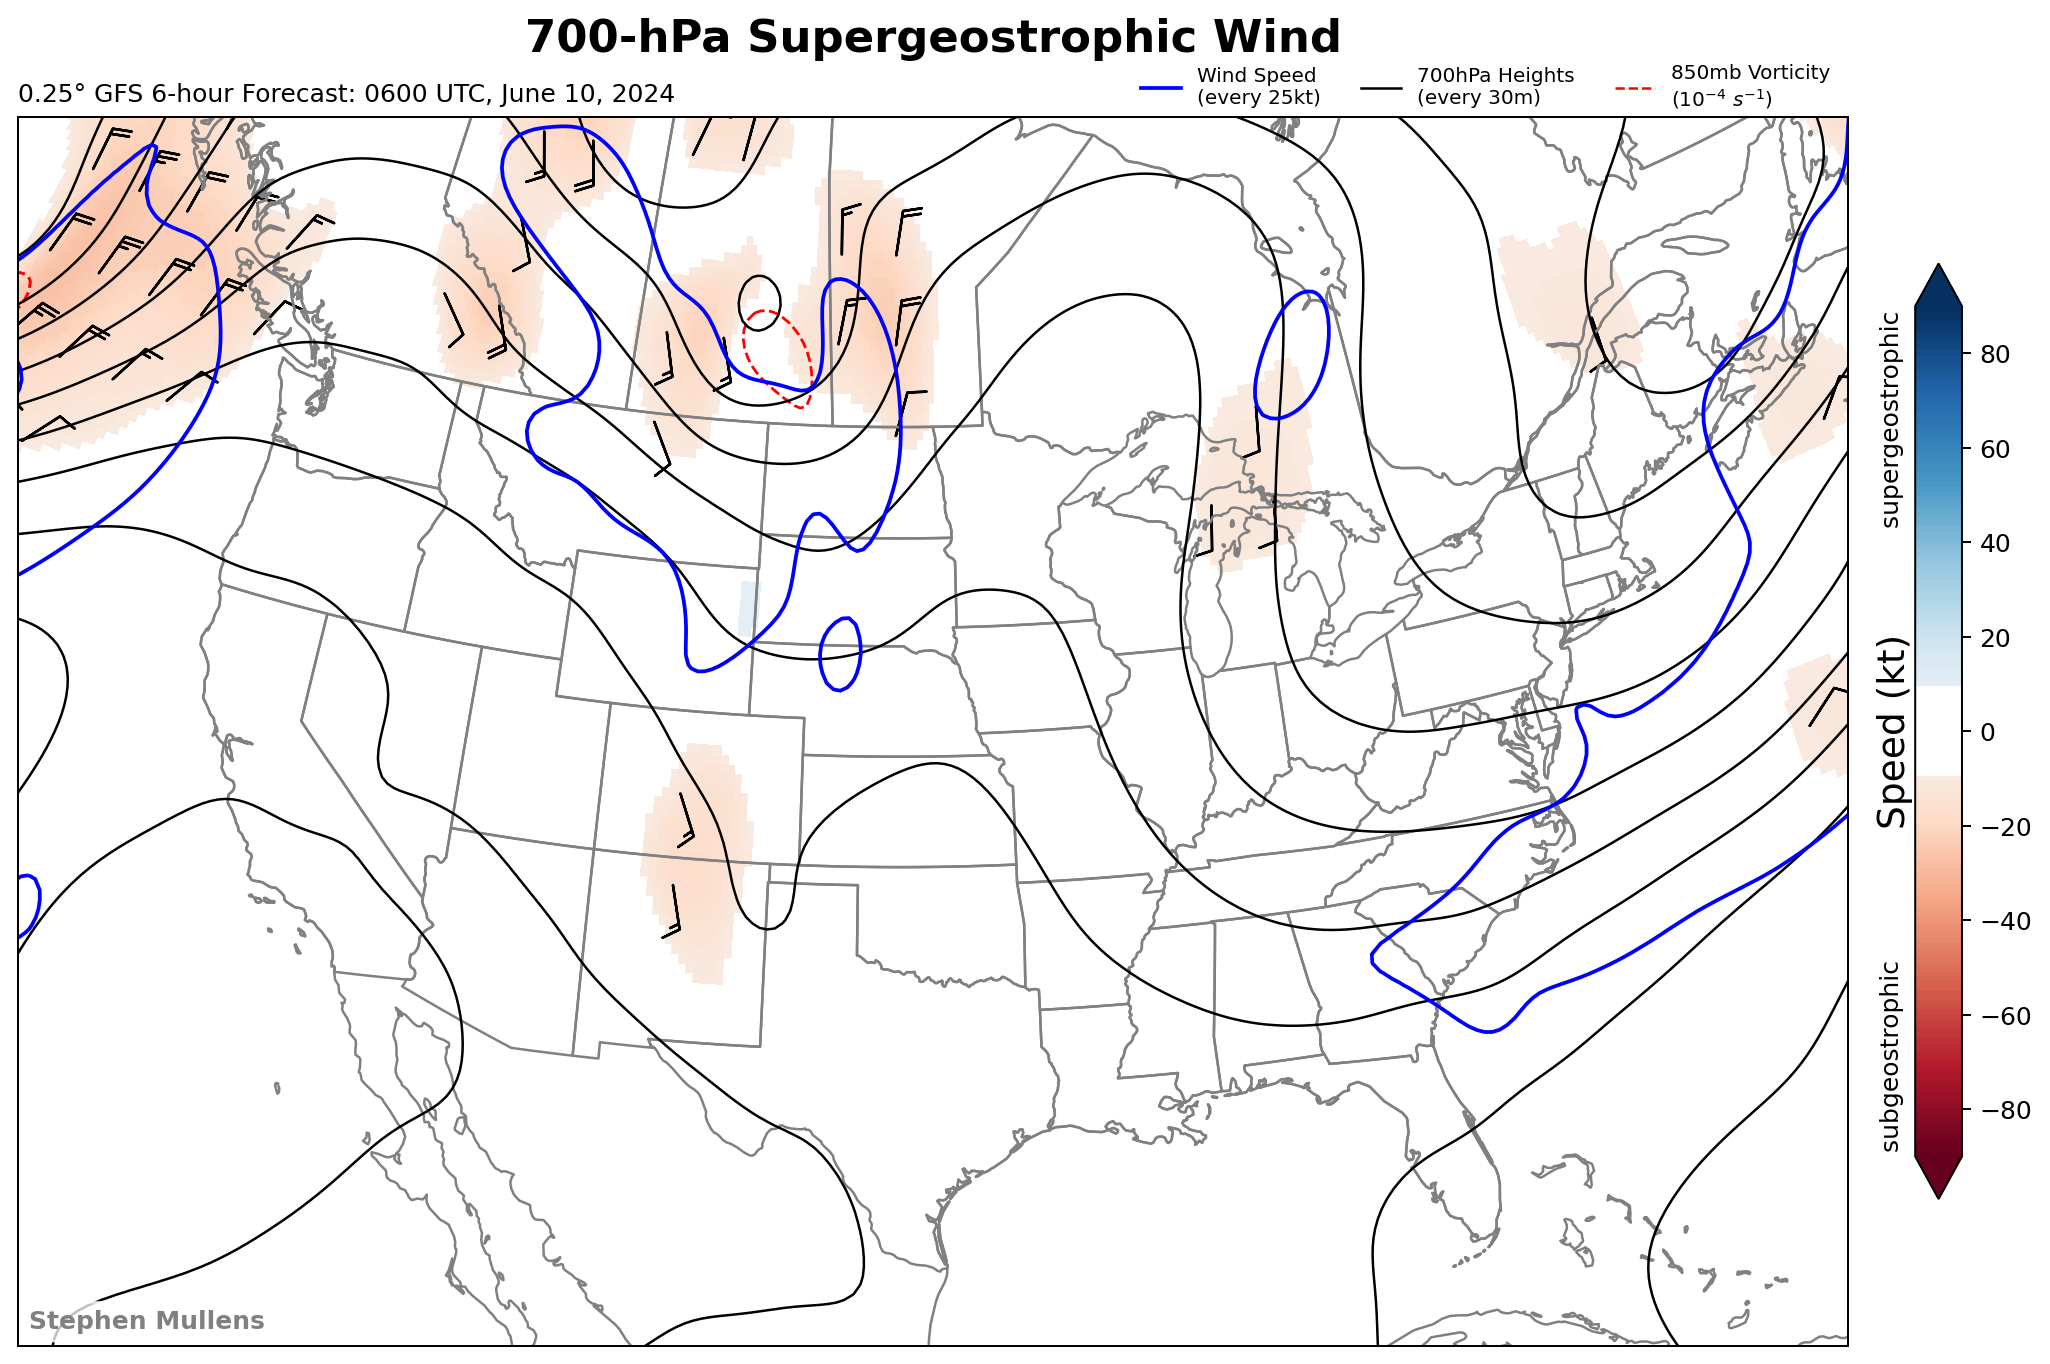 700-hPa Supergeostrophic Wind
0.25° GFS 6-hour Forecast: 0600 UTC, June 10, 2024
Wind Speed
(every 25kt)
700hPa Heights
(every 30m)
850mb Vorticity
(10⁻⁴ s⁻¹)
supergeostrophic
Speed (kt)
subgeostrophic
80
60
40
20
0
−20
−40
−60
−80
Stephen Mullens